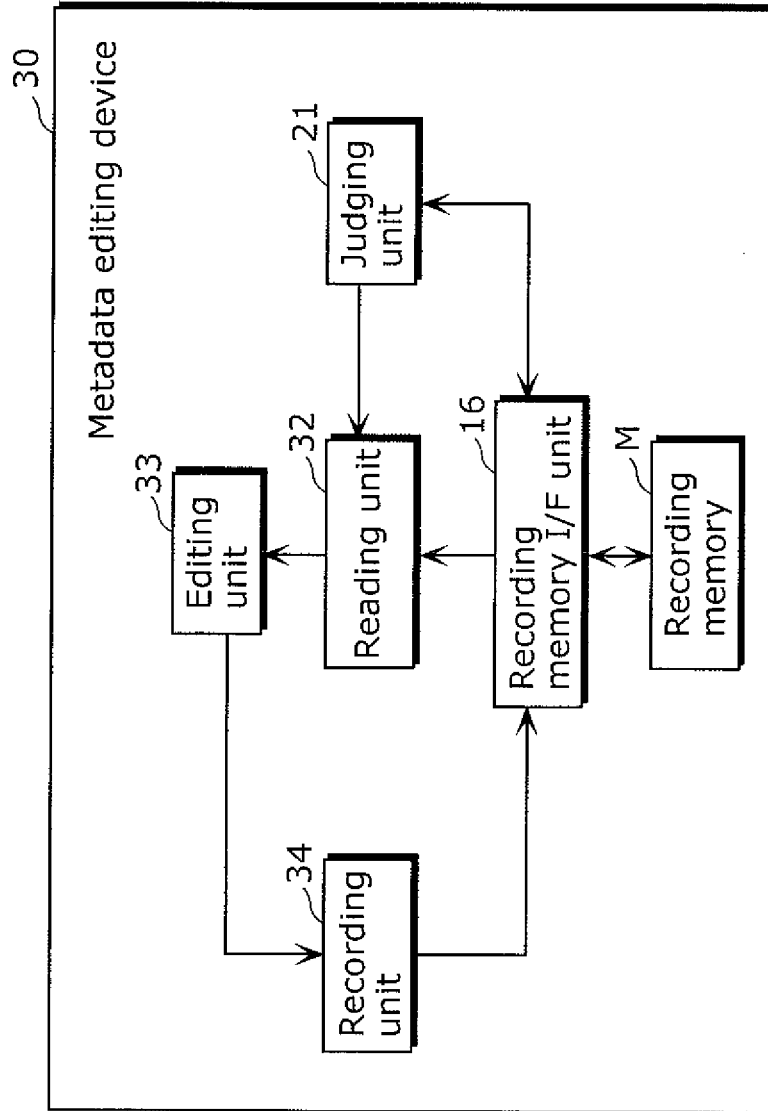 30
Metadata editing device
33
Editing
unit
34
Recording
unit
32
Reading unit
21
Judging
unit
16
Recording
memory I/F unit
M
Recording
memory